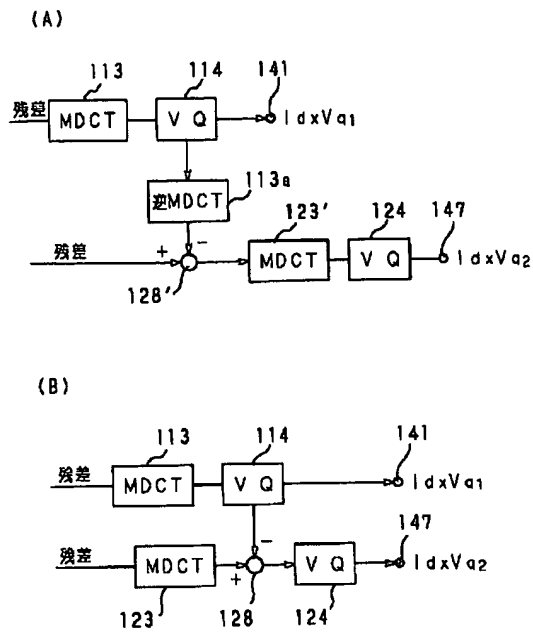 (A)
113 114 141
残差 MDCT V Q IdxVq1
逆MDCT 113a
123' 124 147
残差 + - MDCT V Q IdxVq2
128'
(B)
113 114 141
残差 MDCT V Q IdxVq1
- 147
残差 MDCT + V Q IdxVq2
123 128 124